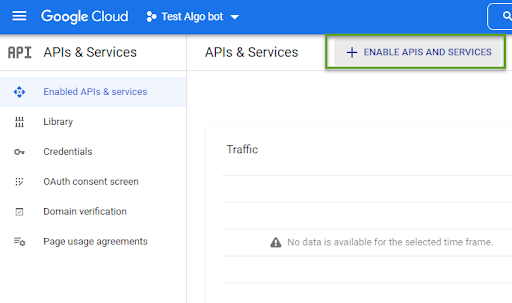 Google Cloud
Test Algo bot
API APIs & Services
APIs & Services
ENABLE APIS AND SERVICES
Enabled APIs & services
Library
Credentials
OAuth consent screen
Domain verification
Page usage agreements
Traffic
No data is available for the selected time frame.